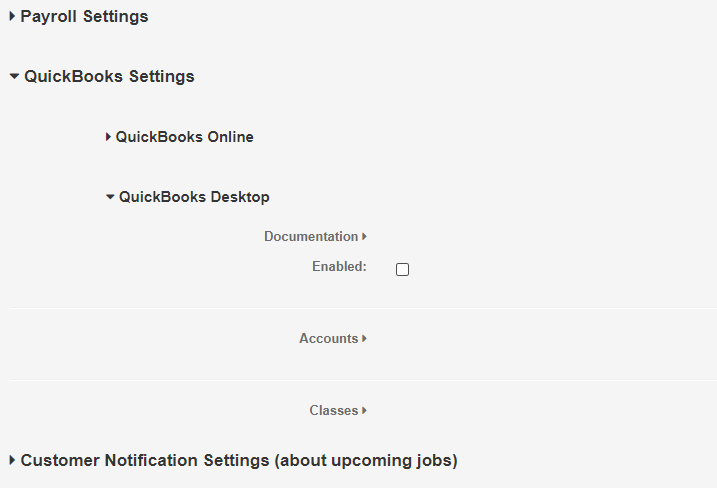 Payroll Settings
QuickBooks Settings
QuickBooks Online
QuickBooks Desktop
Documentation
Enabled:
Accounts
Classes
Customer Notification Settings (about upcoming jobs)